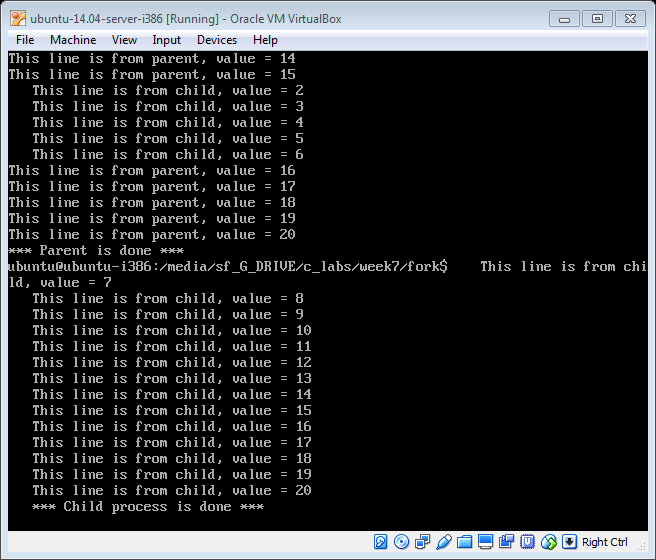 ubuntu-14.04-server-i386 [Running] - Oracle VM VirtualBox
File Machine View Input Devices Help
This line is from parent, value = 14
This line is from parent, value = 15
This line is from child, value = 2
This line is from child, value = 3
This line is from child, value = 4
This line is from child, value = 5
This line is from child, value = 6
This line is from parent, value = 16
This line is from parent, value = 17
This line is from parent, value = 18
This line is from parent, value = 19
This line is from parent, value = 20
*** Parent is done ***
ubuntu@ubuntu-i386:/media/sf_G_DRIVE/c_labs/week7/fork$    This line is from chi
ld, value = 7
This line is from child, value = 8
This line is from child, value = 9
This line is from child, value = 10
This line is from child, value = 11
This line is from child, value = 12
This line is from child, value = 13
This line is from child, value = 14
This line is from child, value = 15
This line is from child, value = 16
This line is from child, value = 17
This line is from child, value = 18
This line is from child, value = 19
This line is from child, value = 20
*** Child process is done ***
Right Ctrl